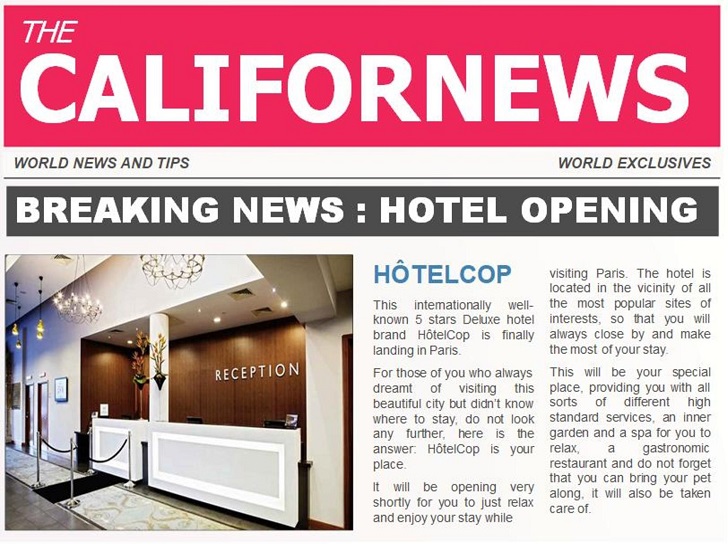 THE
CALIFORNEWS
WORLD NEWS AND TIPS
WORLD EXCLUSIVES
BREAKING NEWS : HOTEL OPENING
RECEPTION
HÔTELCOP
This internationally well-
known 5 stars Deluxe hotel
brand HôtelCop is finally
landing in Paris.
For those of you who always
dreamt of visiting this
beautiful city but didn't know
where to stay, do not look
any further, here is the
answer: HôtelCop is your
place.
It will be opening very
shortly for you to just relax
and enjoy your stay while
visiting Paris. The hotel is
located in the vicinity of all
the most popular sites of
interests, so that you will
always close by and make
the most of your stay.
This will be your special
place, providing you with all
sorts of different high
standard services, an inner
garden and a spa for you to
relax, a gastronomic
restaurant and do not forget
that you can bring your pet
along, it will also be taken
care of.